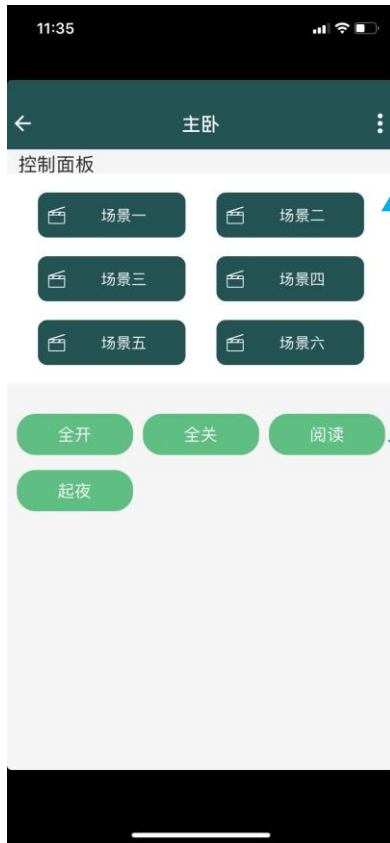 11:35
主卧
控制面板
场景一 场景二
场景三 场景四
场景五 场景六
全开 全关 阅读
起夜